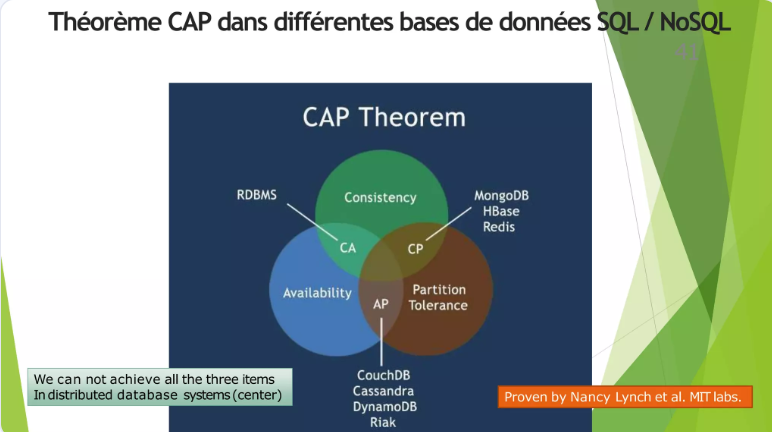 Théorème CAP dans différentes bases de données SQL / NoSQL
CAP Theorem
RDBMS
Consistency
MongoDB
HBase
Redis
CA
CP
Availability
Partition
Tolerance
AP
CouchDB
Cassandra
DynamoDB
Riak
We can not achieve all the three items
In distributed database systems (center)
Proven by Nancy Lynch et al. MIT labs.